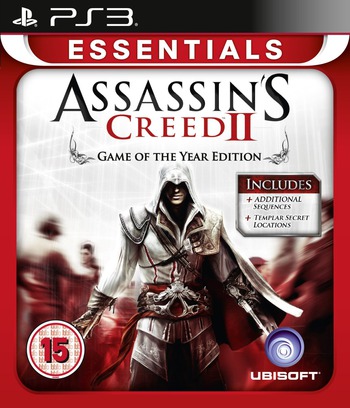 PS3
ESSENTIALS
ASSASSIN'S
CREED II
GAME OF THE YEAR EDITION
INCLUDES
+ ADDITIONAL
SEQUENCES
+ TEMPLAR SECRET
LOCATIONS
15
UBISOFT